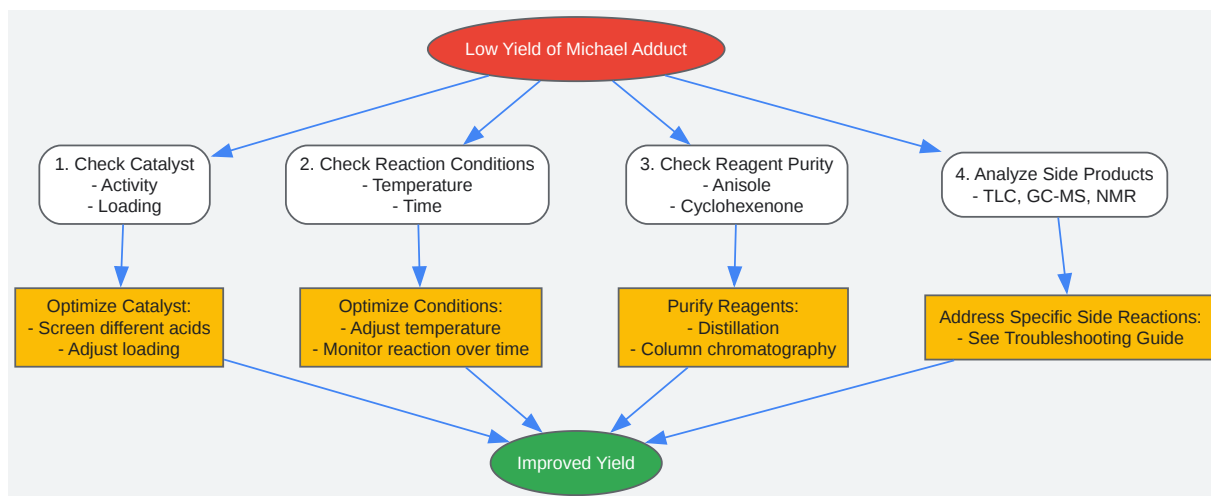 Low Yield of Michael Adduct
1. Check Catalyst
- Activity
- Loading
2. Check Reaction Conditions
- Temperature
- Time
3. Check Reagent Purity
- Anisole
- Cyclohexenone
4. Analyze Side Products
- TLC, GC-MS, NMR
Optimize Catalyst:
- Screen different acids
- Adjust loading
Optimize Conditions:
- Adjust temperature
- Monitor reaction over time
Purify Reagents:
- Distillation
- Column chromatography
Address Specific Side Reactions:
- See Troubleshooting Guide
Improved Yield